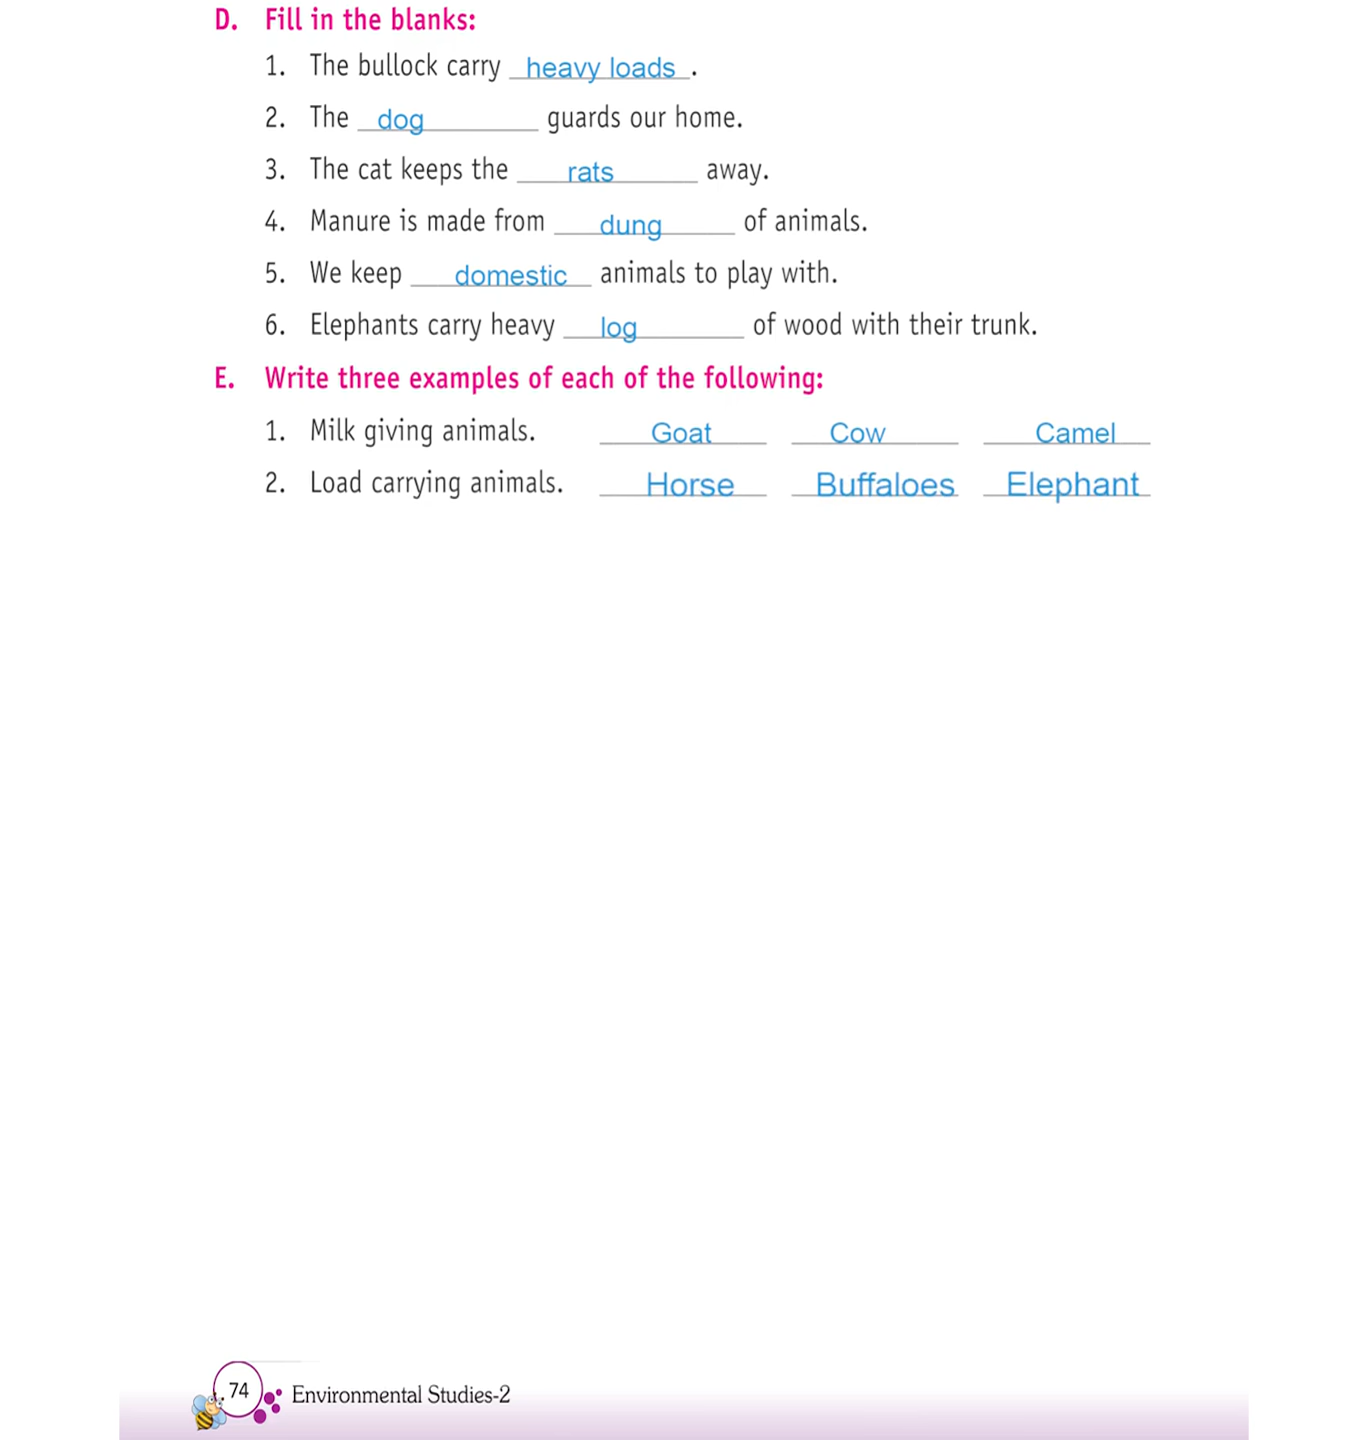 D. Fill in the blanks:
1. The bullock carry heavy loads.
2. The dog guards our home.
3. The cat keeps the rats away.
4. Manure is made from dung of animals.
5. We keep domestic animals to play with.
6. Elephants carry heavy log of wood with their trunk.
E. Write three examples of each of the following:
1. Milk giving animals. Goat Cow Camel
2. Load carrying animals. Horse Buffaloes Elephant
74 Environmental Studies-2